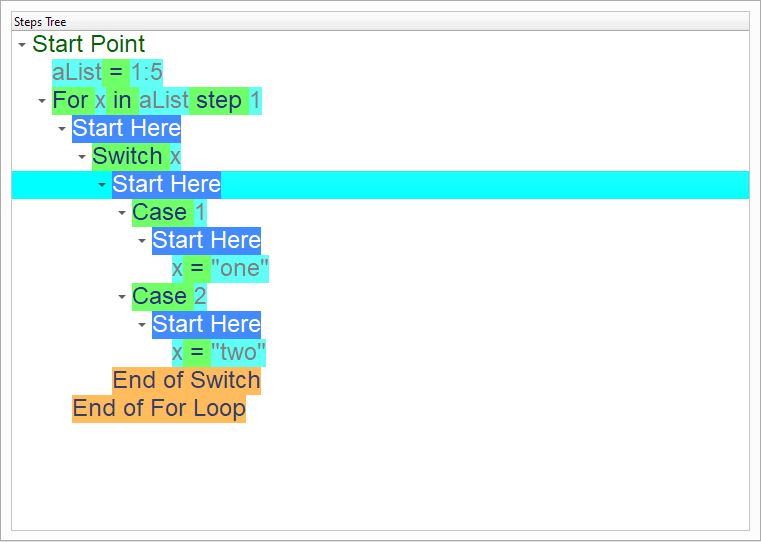 Steps Tree
Start Point
aList = 1:5
For x in aList step 1
Start Here
Switch x
Start Here
Case 1
Start Here
x = "one"
Case 2
Start Here
x = "two"
End of Switch
End of For Loop